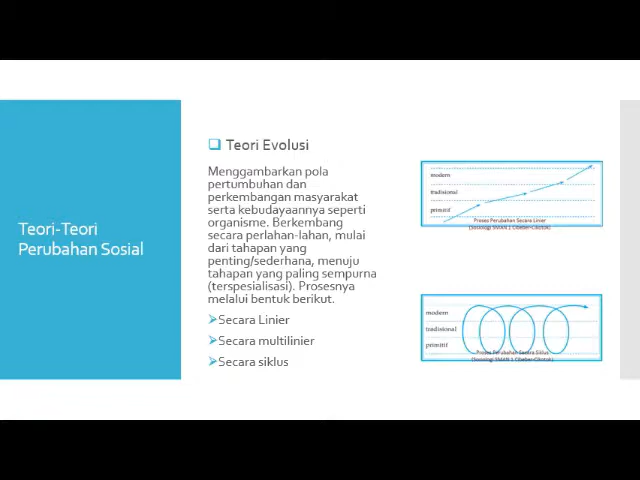 Teori-Teori
Perubahan Sosial
Teori Evolusi
Menggambarkan pola
pertumbuhan dan
perkembangan masyarakat
serta kebudayaannya seperti
organisme. Berkembang
secara perlahan-lahan, mulai
dari tahapan yang
penting/sederhana, menuju
tahapan yang paling sempurna
(terspesialisasi). Prosesnya
melalui bentuk berikut.
Secara Linier
Secara multilinier
Secara siklus
modern
tradisional
primitif
Proses Perubahan Secara Linier
(Sosiologi SMAN 1 Cibeber-Cikotok)
modern
tradisional
primitif
Proses Perubahan Secara Siklus
(Sosiologi SMAN 1 Cibeber-Cikotok)